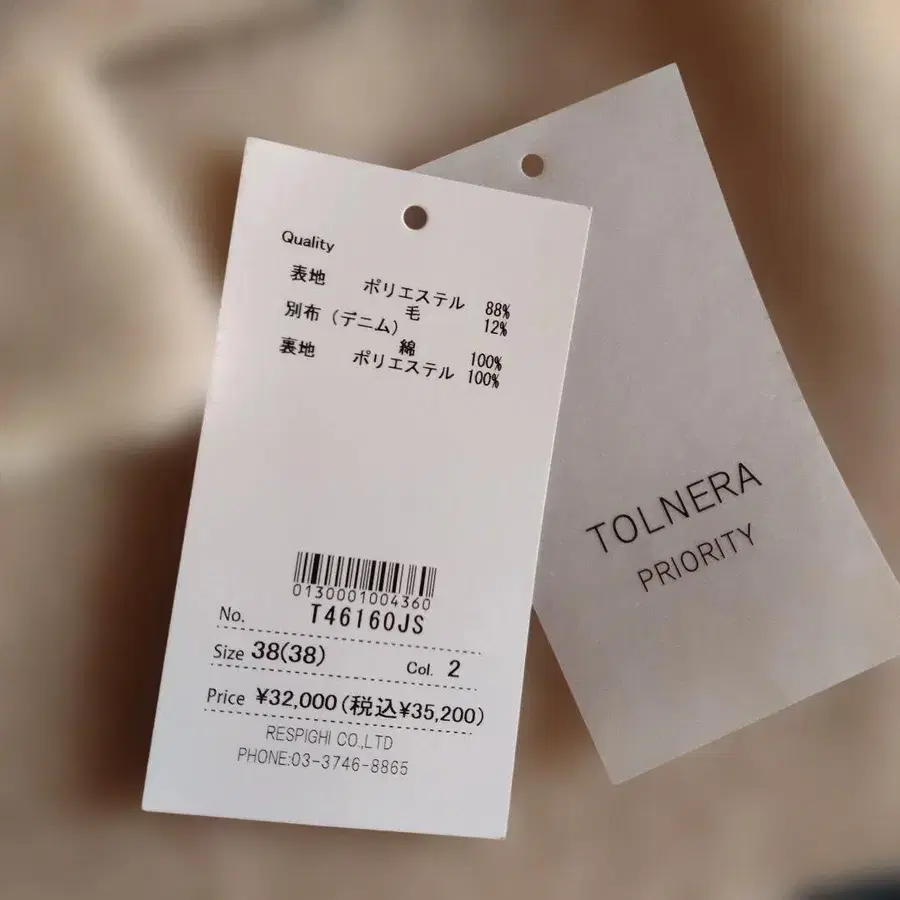 Quality
表地 ポリエステル 88%
毛 12%
別布（デニム）
綿 100%
裏地 ポリエステル 100%
0130001004360
No. T46160JS
Size 38(38) Col. 2
Price ¥32,000(税込¥35,200)
RESPIGHI CO.,LTD
PHONE:03-3746-8865
TOLNERA
PRIORITY